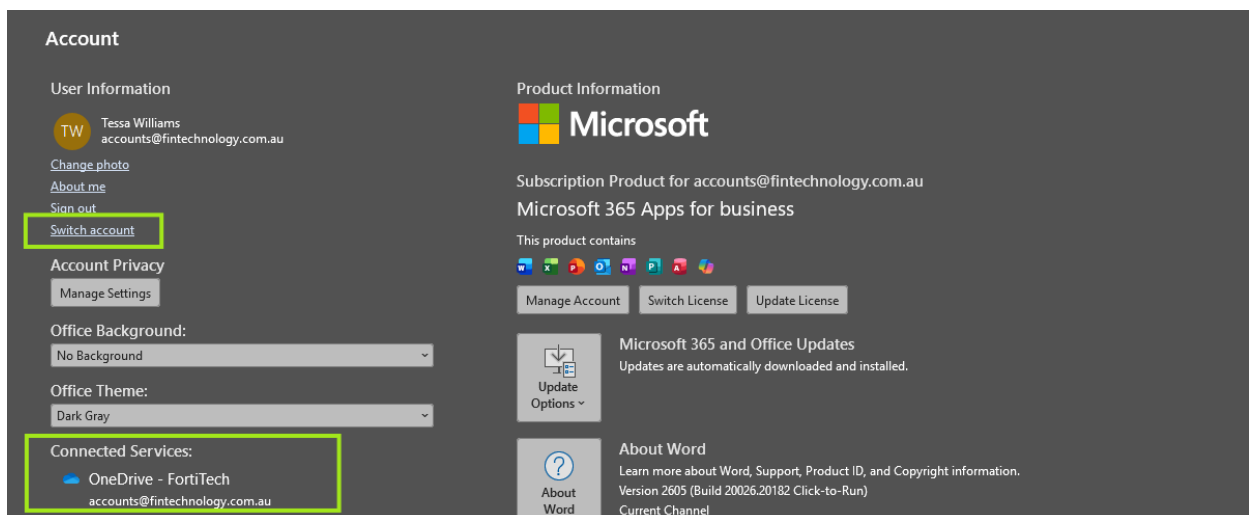 Account
User Information
TW
Tessa Williams
accounts@fintechnology.com.au
Change photo
About me
Sign out
Switch account
Account Privacy
Manage Settings
Office Background:
No Background
Office Theme:
Dark Gray
Connected Services:
OneDrive - FortiTech
accounts@fintechnology.com.au
Product Information
Microsoft
Subscription Product for accounts@fintechnology.com.au
Microsoft 365 Apps for business
This product contains
Manage Account
Switch License
Update License
Update
Options
Microsoft 365 and Office Updates
Updates are automatically downloaded and installed.
About
Word
About Word
Learn more about Word, Support, Product ID, and Copyright information.
Version 2605 (Build 20026.20182 Click-to-Run)
Current Channel